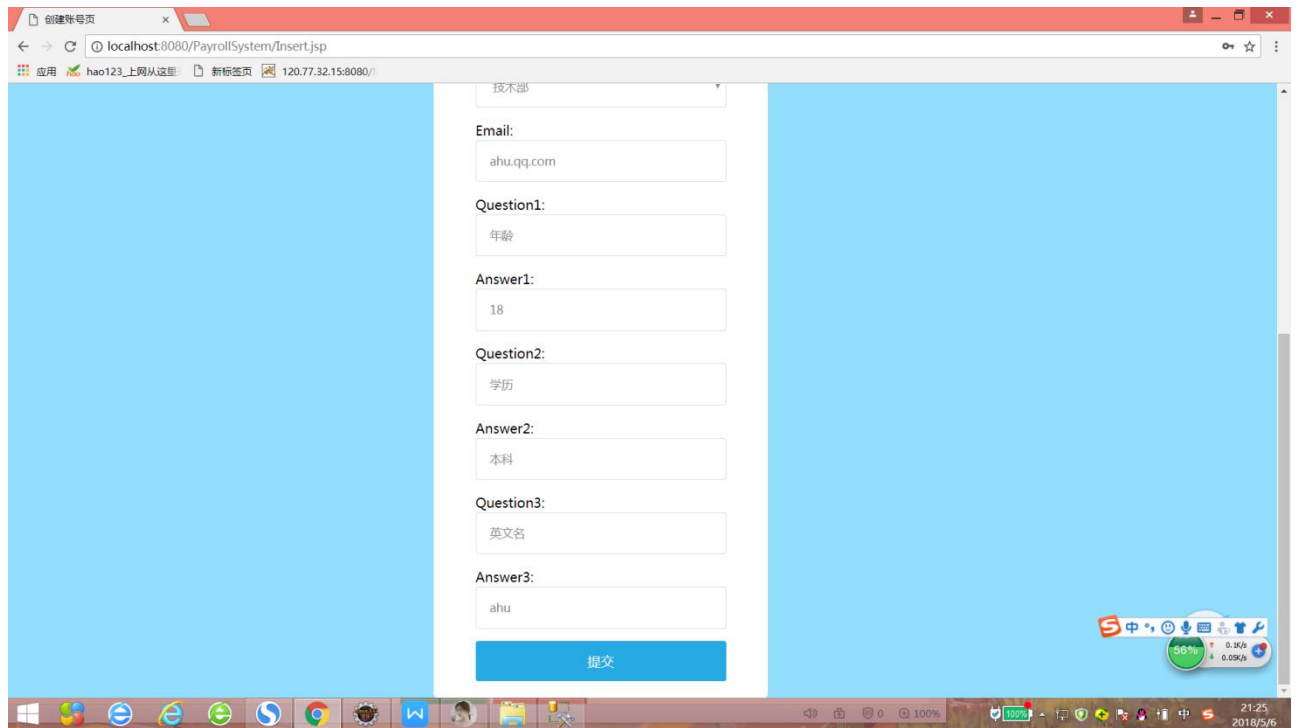 创建账号页
localhost:8080/PayrollSystem/Insert.jsp
应用 hao123_上网从这里 新标签页 120.77.32.15:8080/
技术部
Email:
ahu.qq.com
Question1:
年龄
Answer1:
18
Question2:
学历
Answer2:
本科
Question3:
英文名
Answer3:
ahu
提交
中
56% 0.1K/s
0.05K/s
0 100%
100% 中 21:25
2018/5/6